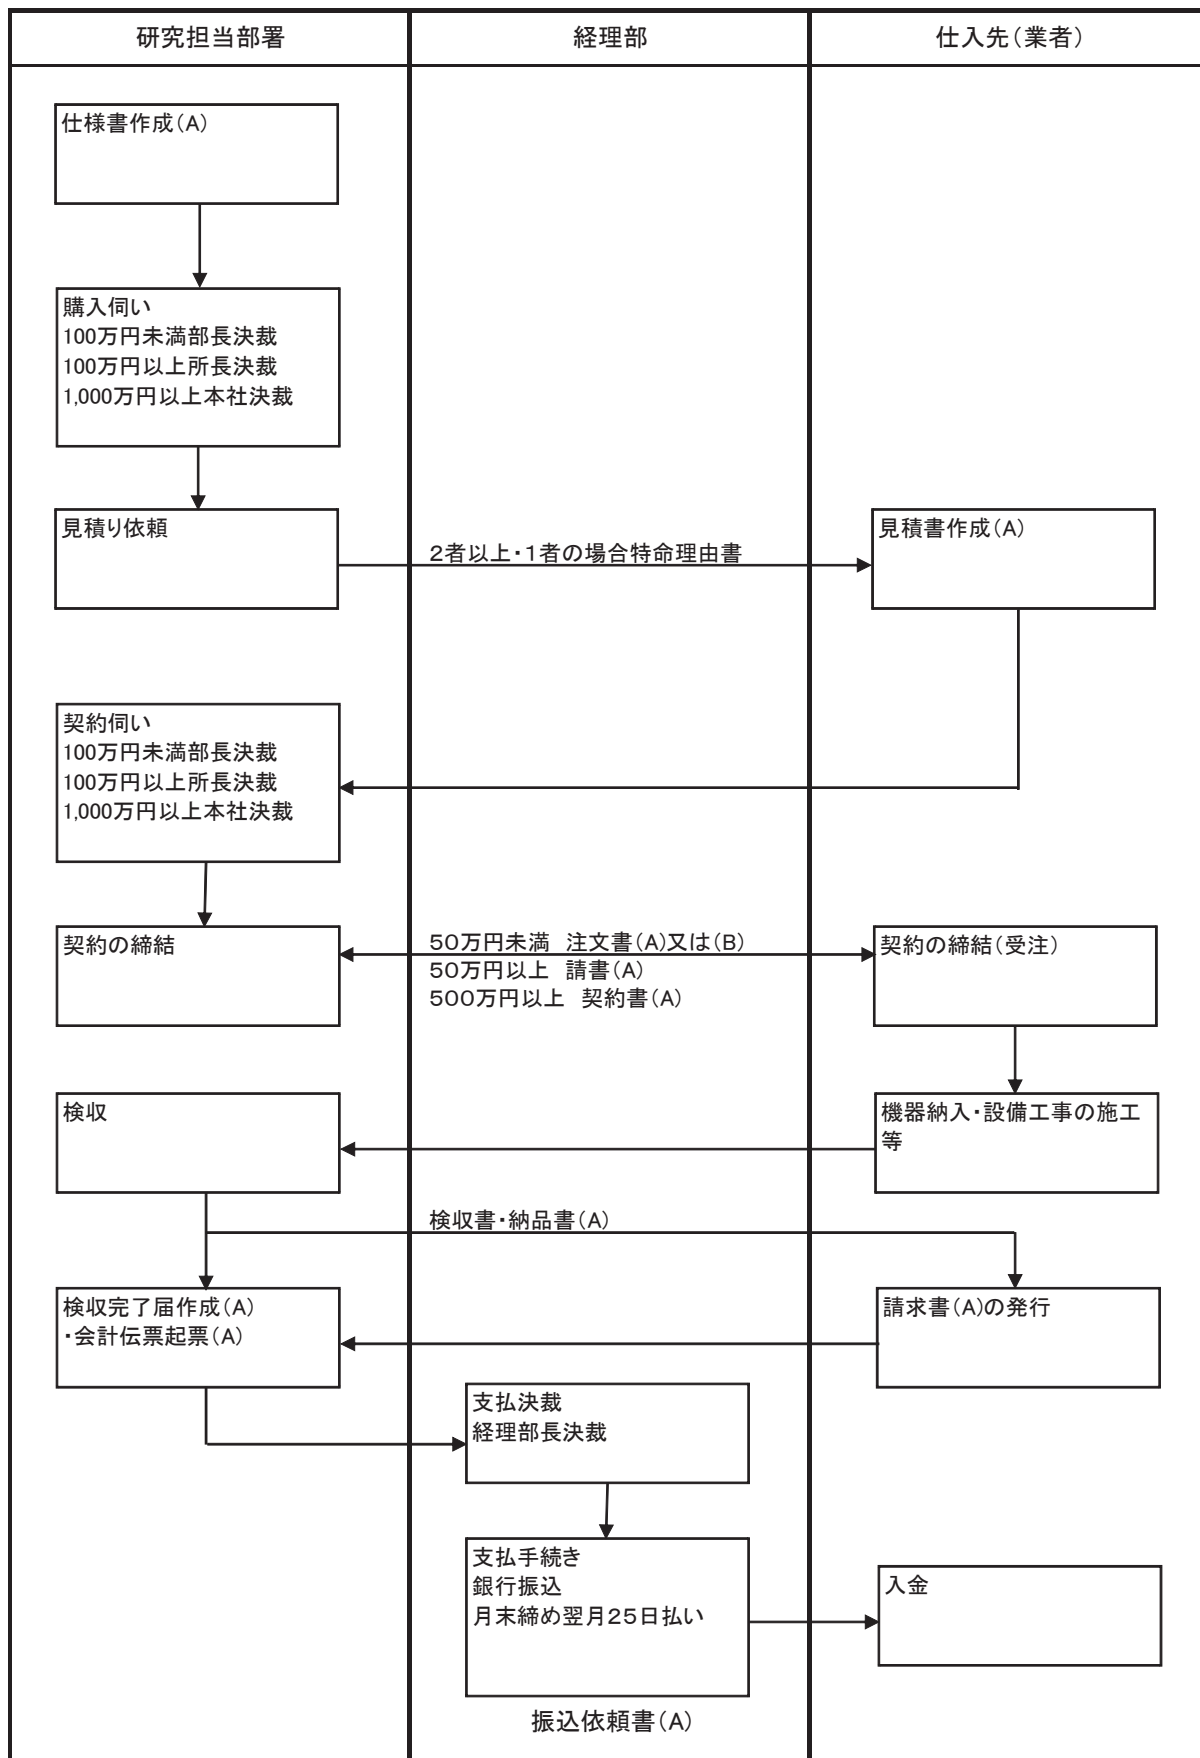 研究担当部署
経理部
仕入先（業者）
仕様書作成（A）
購入伺い
100万円未満部長決裁
100万円以上所長決裁
1,000万円以上本社決裁
見積り依頼
２者以上・１者の場合特命理由書
見積書作成（A）
契約伺い
100万円未満部長決裁
100万円以上所長決裁
1,000万円以上本社決裁
契約の締結
５０万円未満　注文書（A）又は（B）
５０万円以上　請書（A）
５００万円以上　契約書（A）
契約の締結（受注）
検収
機器納入・設備工事の施工
等
検収書・納品書（A）
検収完了届作成（A）
・会計伝票起票（A）
請求書（A）の発行
支払決裁
経理部長決裁
支払手続き
銀行振込
月末締め翌月２５日払い
入金
振込依頼書（A）